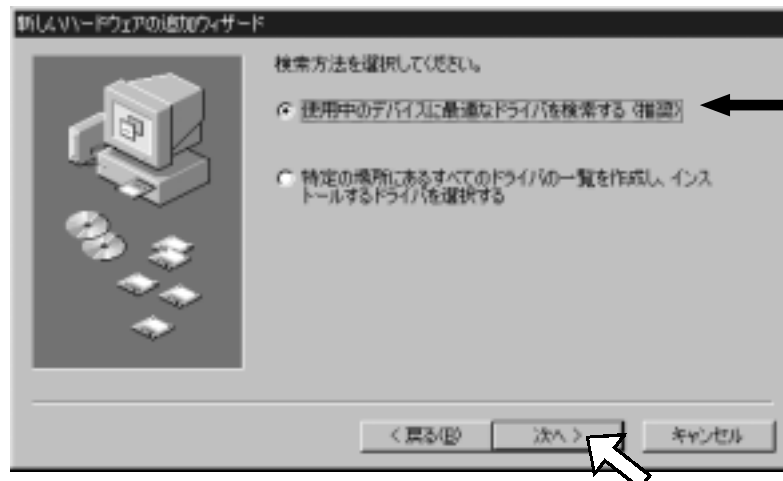 新しいハードウェアの追加ウィザード
検索方法を選択してください。
使用中のデバイスに最適なドライバを検索する (推奨)
特定の場所にあるすべてのドライバの一覧を作成し、インス
トールするドライバを選択する
< 戻る(B)
次へ >
キャンセル